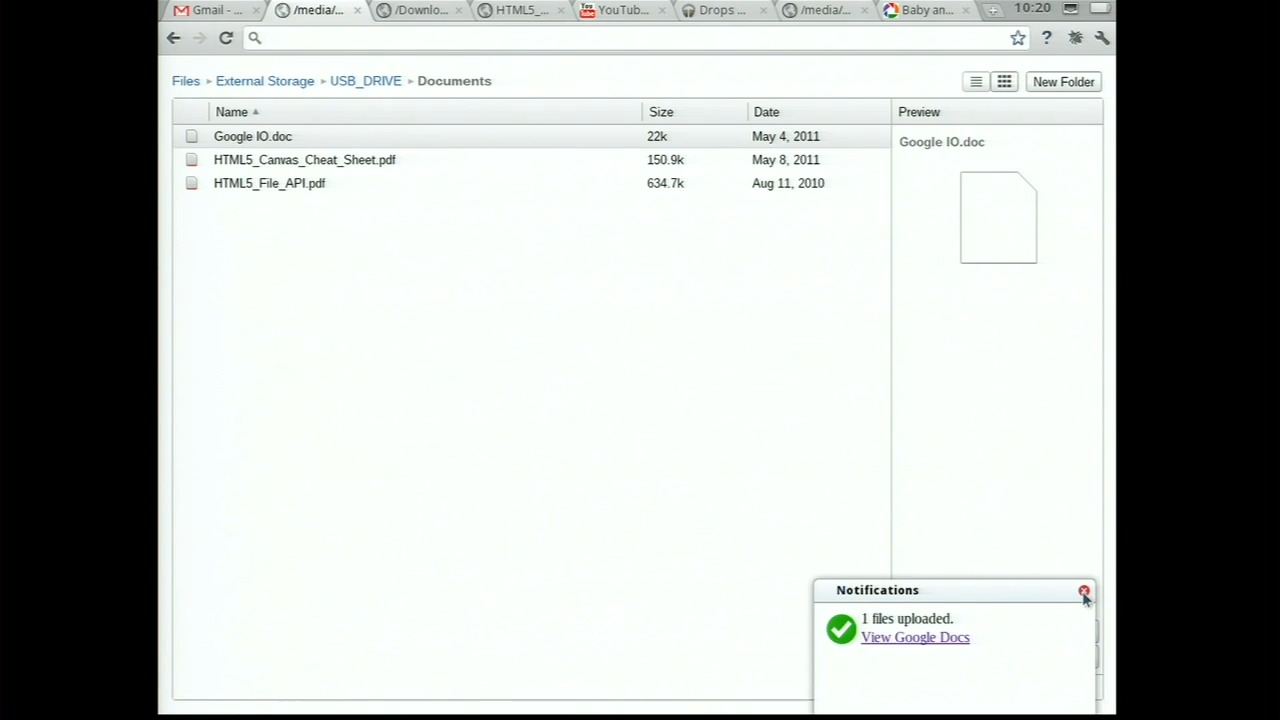 Gmail - ... /media/... /Downlo... HTML5_... YouTub... Drops ... /media/... Baby an... 10:20
?
Files ▸ External Storage ▸ USB_DRIVE ▸ Documents New Folder
Name Size Date Preview
Google IO.doc 22k May 4, 2011 Google IO.doc
HTML5_Canvas_Cheat_Sheet.pdf 150.9k May 8, 2011
HTML5_File_API.pdf 634.7k Aug 11, 2010
Notifications
1 files uploaded.
View Google Docs